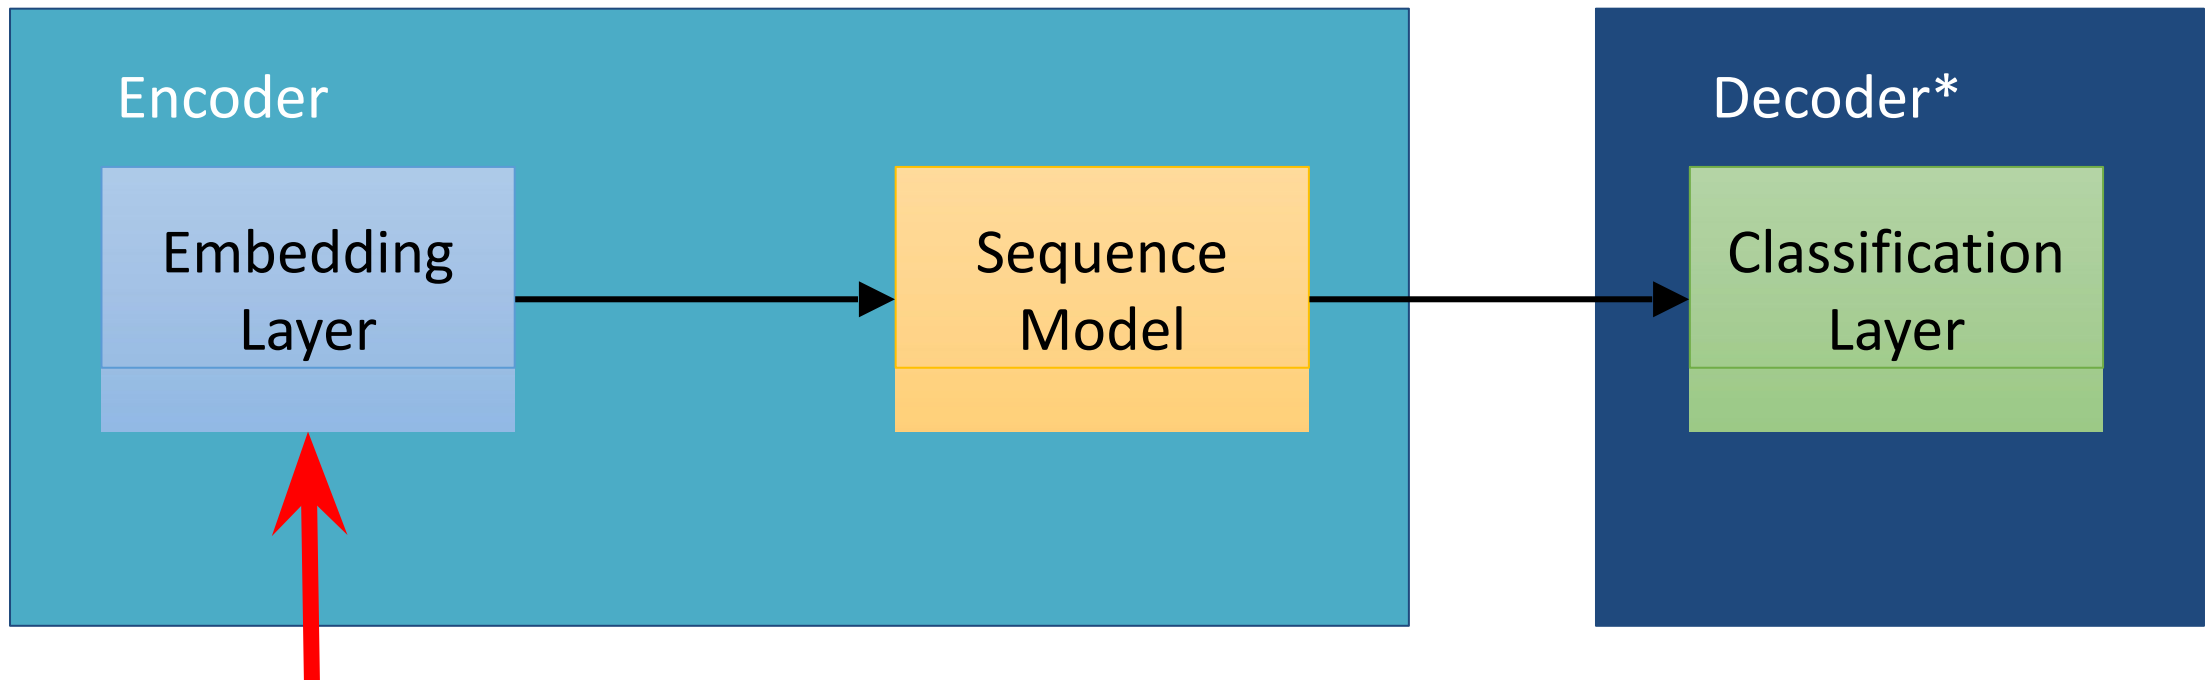 Encoder
Decoder*
Embedding
Layer
Sequence
Model
Classification
Layer